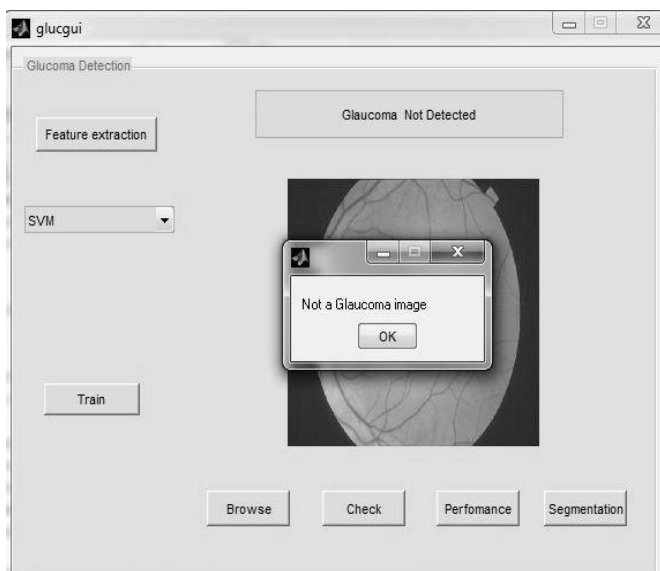 glucgui
Glucoma Detection
Glaucoma Not Detected
Feature extraction
SVM
Not a Glaucoma image
OK
Train
Browse
Check
Perfomance
Segmentation